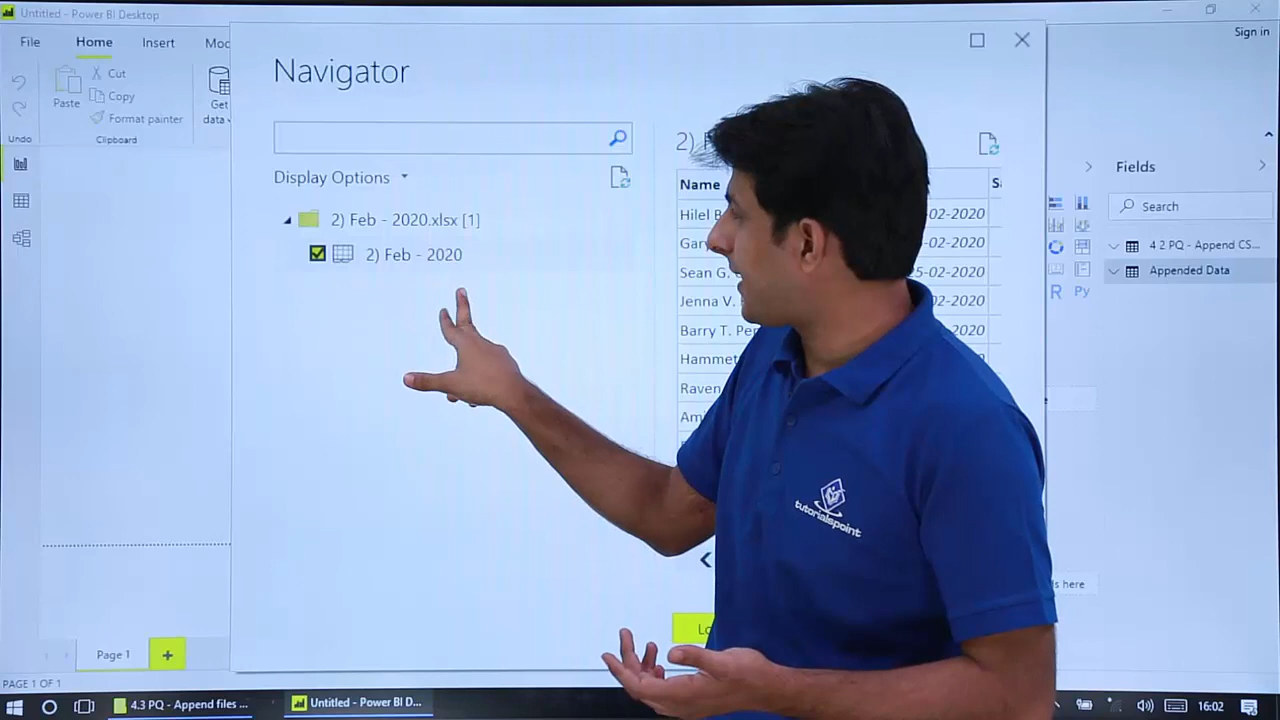 Untitled - Power BI Desktop
Sign in
File Home Insert
Cut
Copy
Format painter
Paste
Get
data
Undo
Clipboard
Navigator
Display Options
2) Feb - 2020.xlsx [1]
2) Feb - 2020
2)
Name
Hilel
-02-2020
Gary
-02-2020
Sean G.
25-02-2020
Jenna V.
-02-2020
Barry T.
-2020
Hammet
Raven
Fields
Search
4 2 PQ - Append CS...
Appended Data
R Py
tutorialspoint
here
Page 1
PAGE 1 OF 1
4.3 PQ - Append files ...
Untitled - Power BI D...
16:02